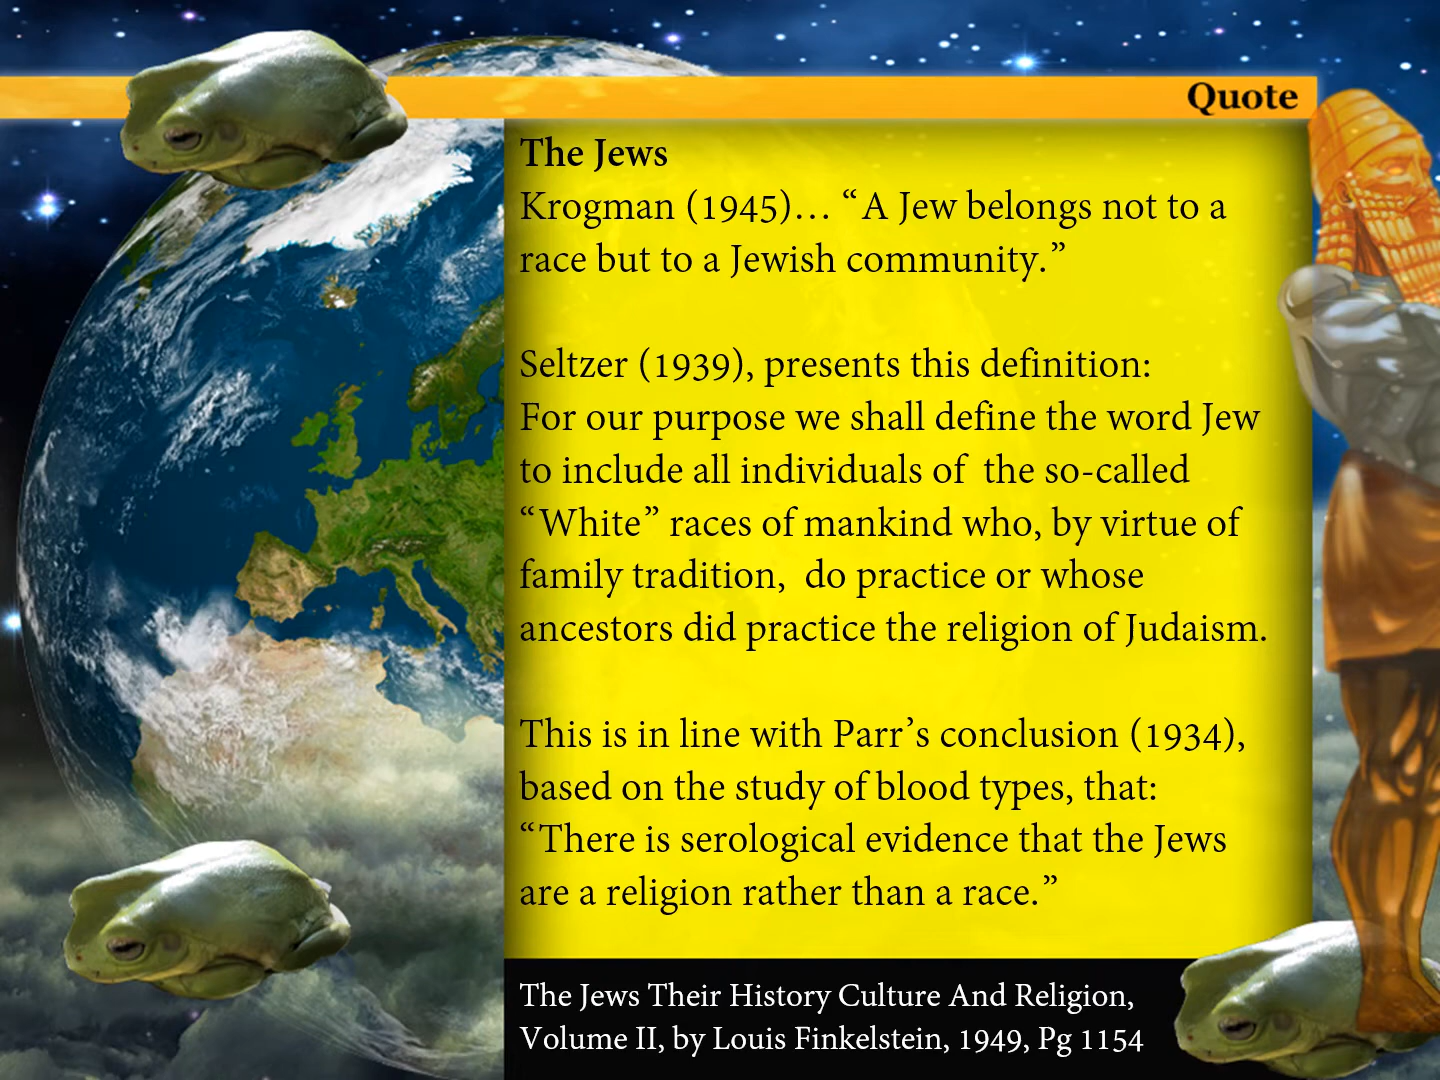 Quote
The Jews
Krogman (1945)… “A Jew belongs not to a
race but to a Jewish community.”
Seltzer (1939), presents this definition:
For our purpose we shall define the word Jew
to include all individuals of  the so-called
“White” races of mankind who, by virtue of
family tradition,  do practice or whose
ancestors did practice the religion of Judaism.
This is in line with Parr’s conclusion (1934),
based on the study of blood types, that:
“There is serological evidence that the Jews
are a religion rather than a race.”
The Jews Their History Culture And Religion,
Volume II, by Louis Finkelstein, 1949, Pg 1154